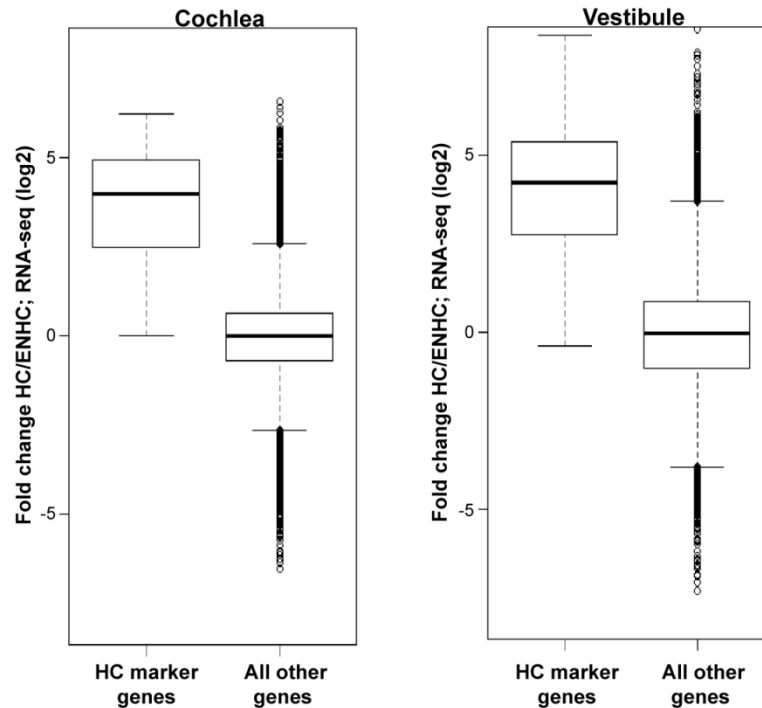 Cochlea
Fold change HC/ENHC; RNA-seq (log2)
5
0
-5
HC marker
genes
All other
genes
Vestibule
Fold change HC/ENHC; RNA-seq (log2)
5
0
-5
HC marker
genes
All other
genes